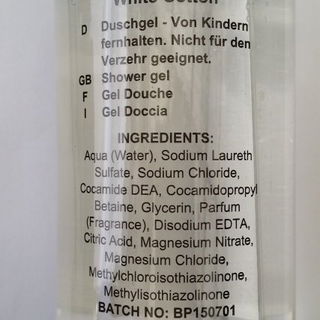 White Cotton
D Duschgel - Von Kindern
fernhalten. Nicht für den
Verzehr geeignet.
GB Shower gel
F Gel Douche
I Gel Doccia
INGREDIENTS:
Aqua (Water), Sodium Laureth
Sulfate, Sodium Chloride,
Cocamide DEA, Cocamidopropyl
Betaine, Glycerin, Parfum
(Fragrance), Disodium EDTA,
Citric Acid, Magnesium Nitrate,
Magnesium Chloride,
Methylchloroisothiazolinone,
Methylisothiazolinone
BATCH NO: BP150701